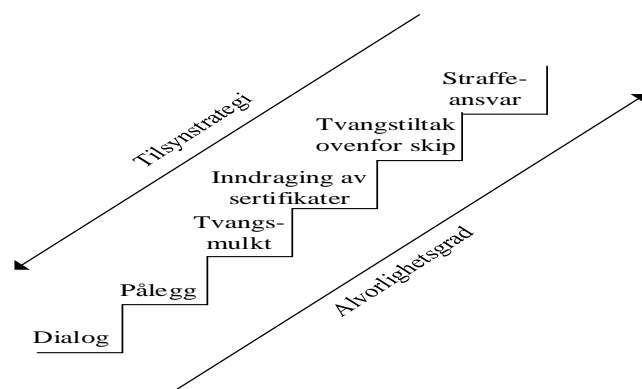 Straffe-
ansvar
Tilsynstrategi
Tvangstiltak
ovenfor skip
Inndraging av
sertifikater
Tvangs-
mulkt
Alvorlighetsgrad
Pålegg
Dialog